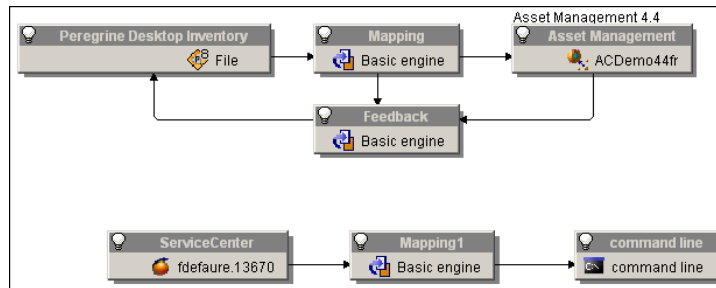 Asset Management 4.4
Peregrine Desktop Inventory
File
Mapping
Basic engine
Asset Management
ACDemo44fr
Feedback
Basic engine
ServiceCenter
fdefaure.13670
Mapping1
Basic engine
command line
command line